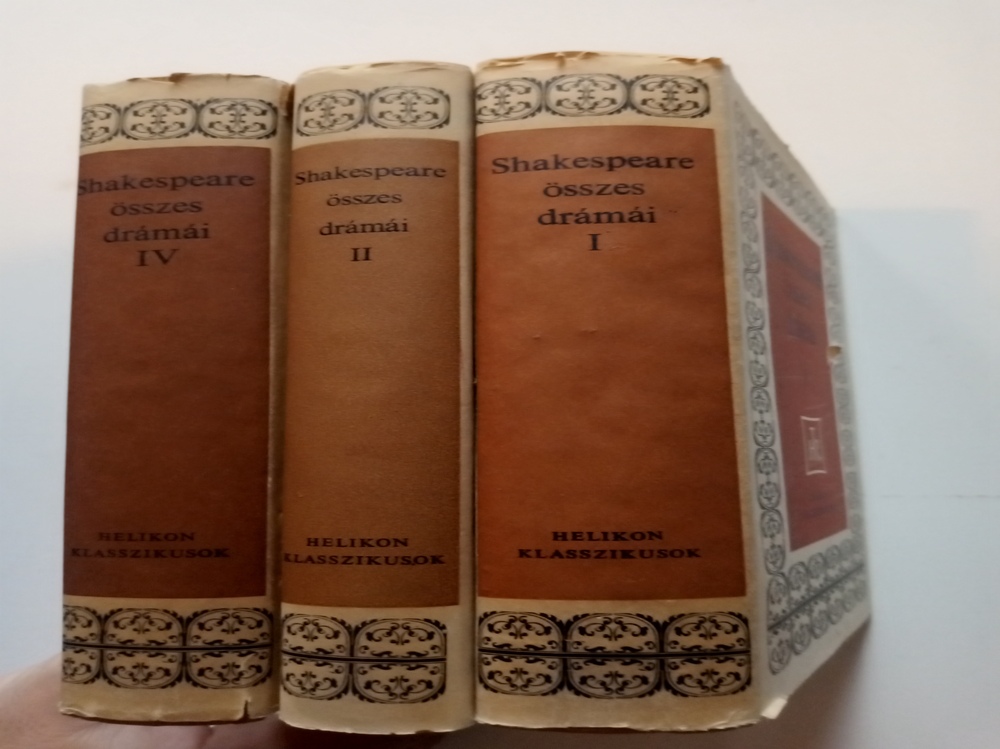 Shakespeare
összes
drámái
IV
HELIKON
KLASSZIKUSOK
Shakespeare
összes
drámái
II
HELIKON
KLASSZIKUSOK
Shakespeare
összes
drámái
I
HELIKON
KLASSZIKUSOK